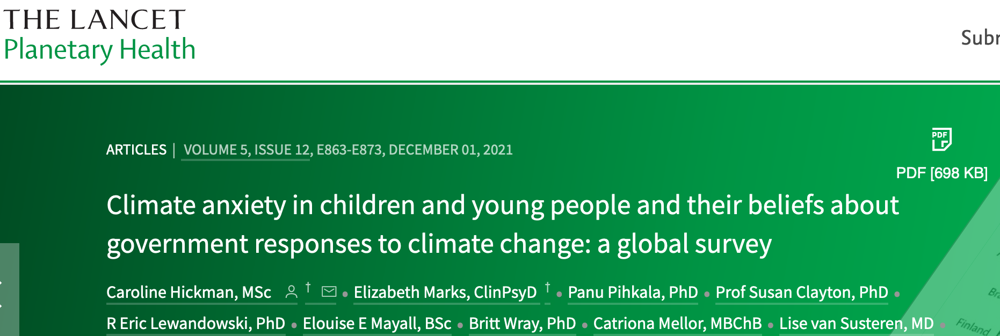 THE LANCET
Planetary Health
ARTICLES | VOLUME 5, ISSUE 12, E863-E873, DECEMBER 01, 2021
PDF
PDF [698 KB]
Climate anxiety in children and young people and their beliefs about
government responses to climate change: a global survey
Caroline Hickman, MSc † • Elizabeth Marks, ClinPsyD † • Panu Pihkala, PhD • Prof Susan Clayton, PhD •
R Eric Lewandowski, PhD • Elouise E Mayall, BSc • Britt Wray, PhD • Catriona Mellor, MBChB • Lise van Susteren, MD •
Finland